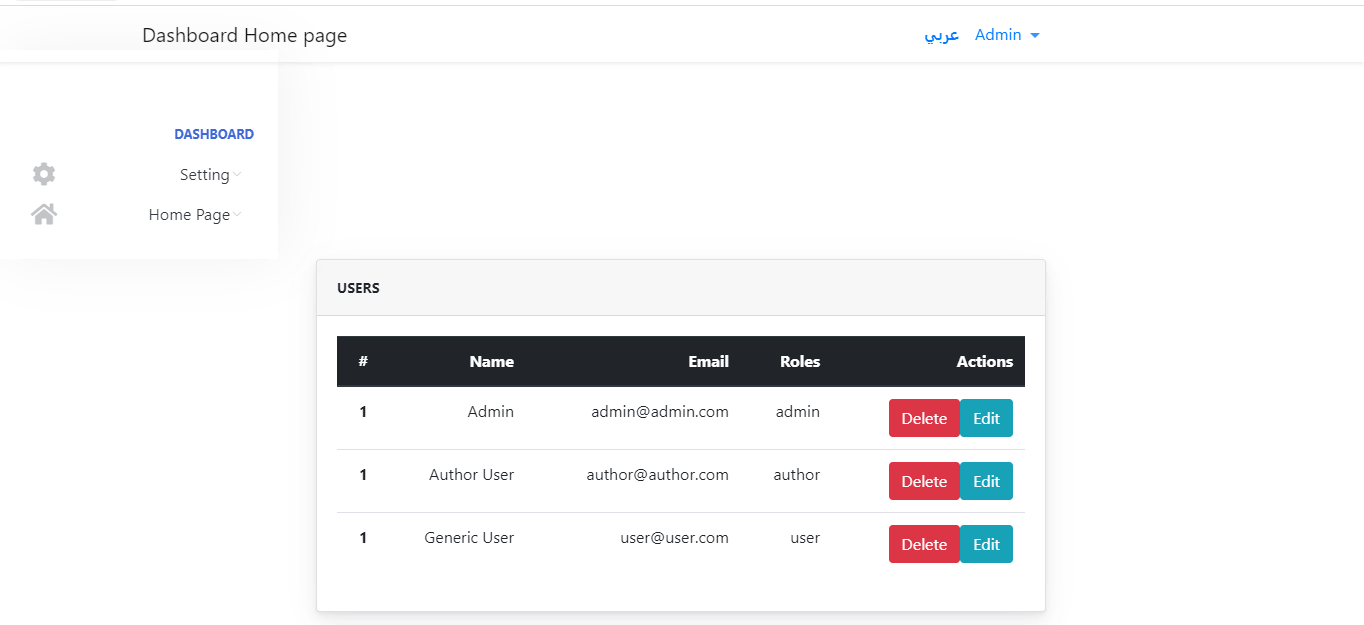 Dashboard Home page عربي Admin
DASHBOARD
Setting
Home Page
USERS
# Name Email Roles Actions
1 Admin admin@admin.com admin Delete Edit
1 Author User author@author.com author Delete Edit
1 Generic User user@user.com user Delete Edit